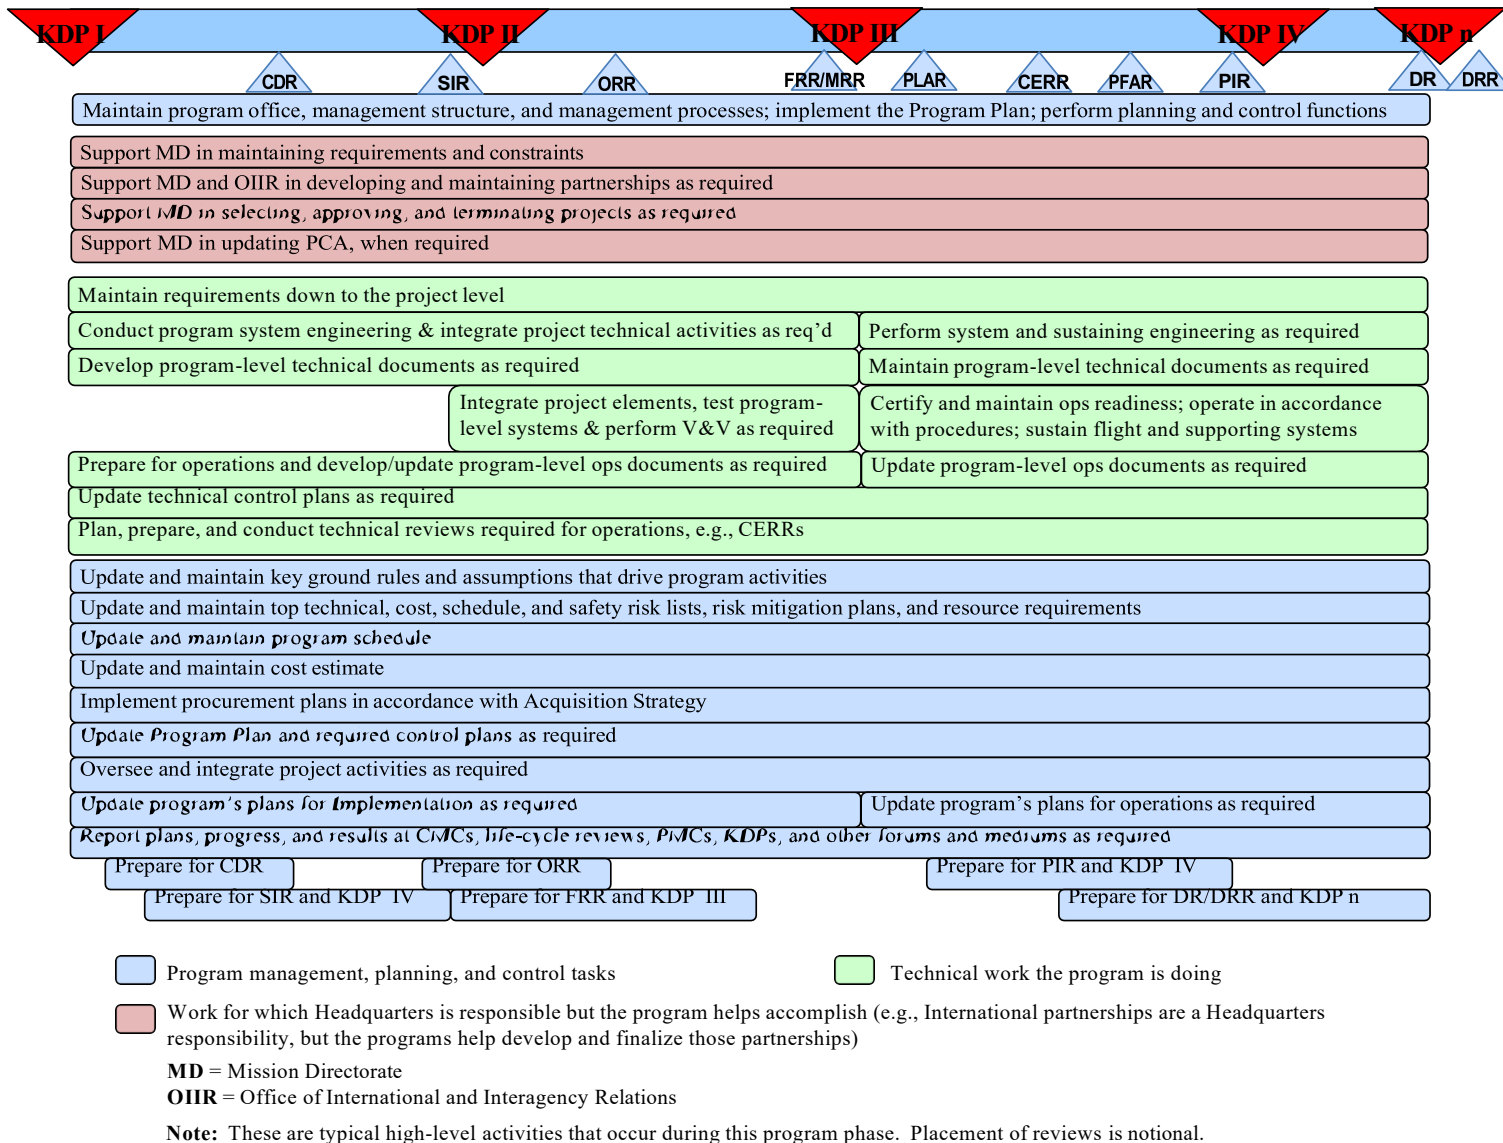 KDP I
KDP II
KDP III
KDP IV
KDP n
CDR
SIR
ORR
FRR/MRR
PLAR
CERR
PFAR
PIR
DR
DRR
Maintain program office, management structure, and management processes; implement the Program Plan; perform planning and control functions
Support MD in maintaining requirements and constraints
Support MD and OIIR in developing and maintaining partnerships as required
Support MD in selecting, approving, and terminating projects as required
Support MD in updating PCA, when required
Maintain requirements down to the project level
Conduct program system engineering & integrate project technical activities as req’d
Perform system and sustaining engineering as required
Develop program-level technical documents as required
Maintain program-level technical documents as required
Integrate project elements, test program-
level systems & perform V&V as required
Certify and maintain ops readiness; operate in accordance
with procedures; sustain flight and supporting systems
Prepare for operations and develop/update program-level ops documents as required
Update program-level ops documents as required
Update technical control plans as required
Plan, prepare, and conduct technical reviews required for operations, e.g., CERRs
Update and maintain key ground rules and assumptions that drive program activities
Update and maintain top technical, cost, schedule, and safety risk lists, risk mitigation plans, and resource requirements
Update and maintain program schedule
Update and maintain cost estimate
Implement procurement plans in accordance with Acquisition Strategy
Update Program Plan and required control plans as required
Oversee and integrate project activities as required
Update program’s plans for Implementation as required
Update program’s plans for operations as required
Report plans, progress, and results at CMCs, life-cycle reviews, PMCs, KDPs, and other forums and mediums as required
Prepare for CDR
Prepare for ORR
Prepare for PIR and KDP IV
Prepare for SIR and KDP IV
Prepare for FRR and KDP III
Prepare for DR/DRR and KDP n
Program management, planning, and control tasks
Technical work the program is doing
Work for which Headquarters is responsible but the program helps accomplish (e.g., International partnerships are a Headquarters
responsibility, but the programs help develop and finalize those partnerships)
MD = Mission Directorate
OIIR = Office of International and Interagency Relations
Note: These are typical high-level activities that occur during this program phase. Placement of reviews is notional.